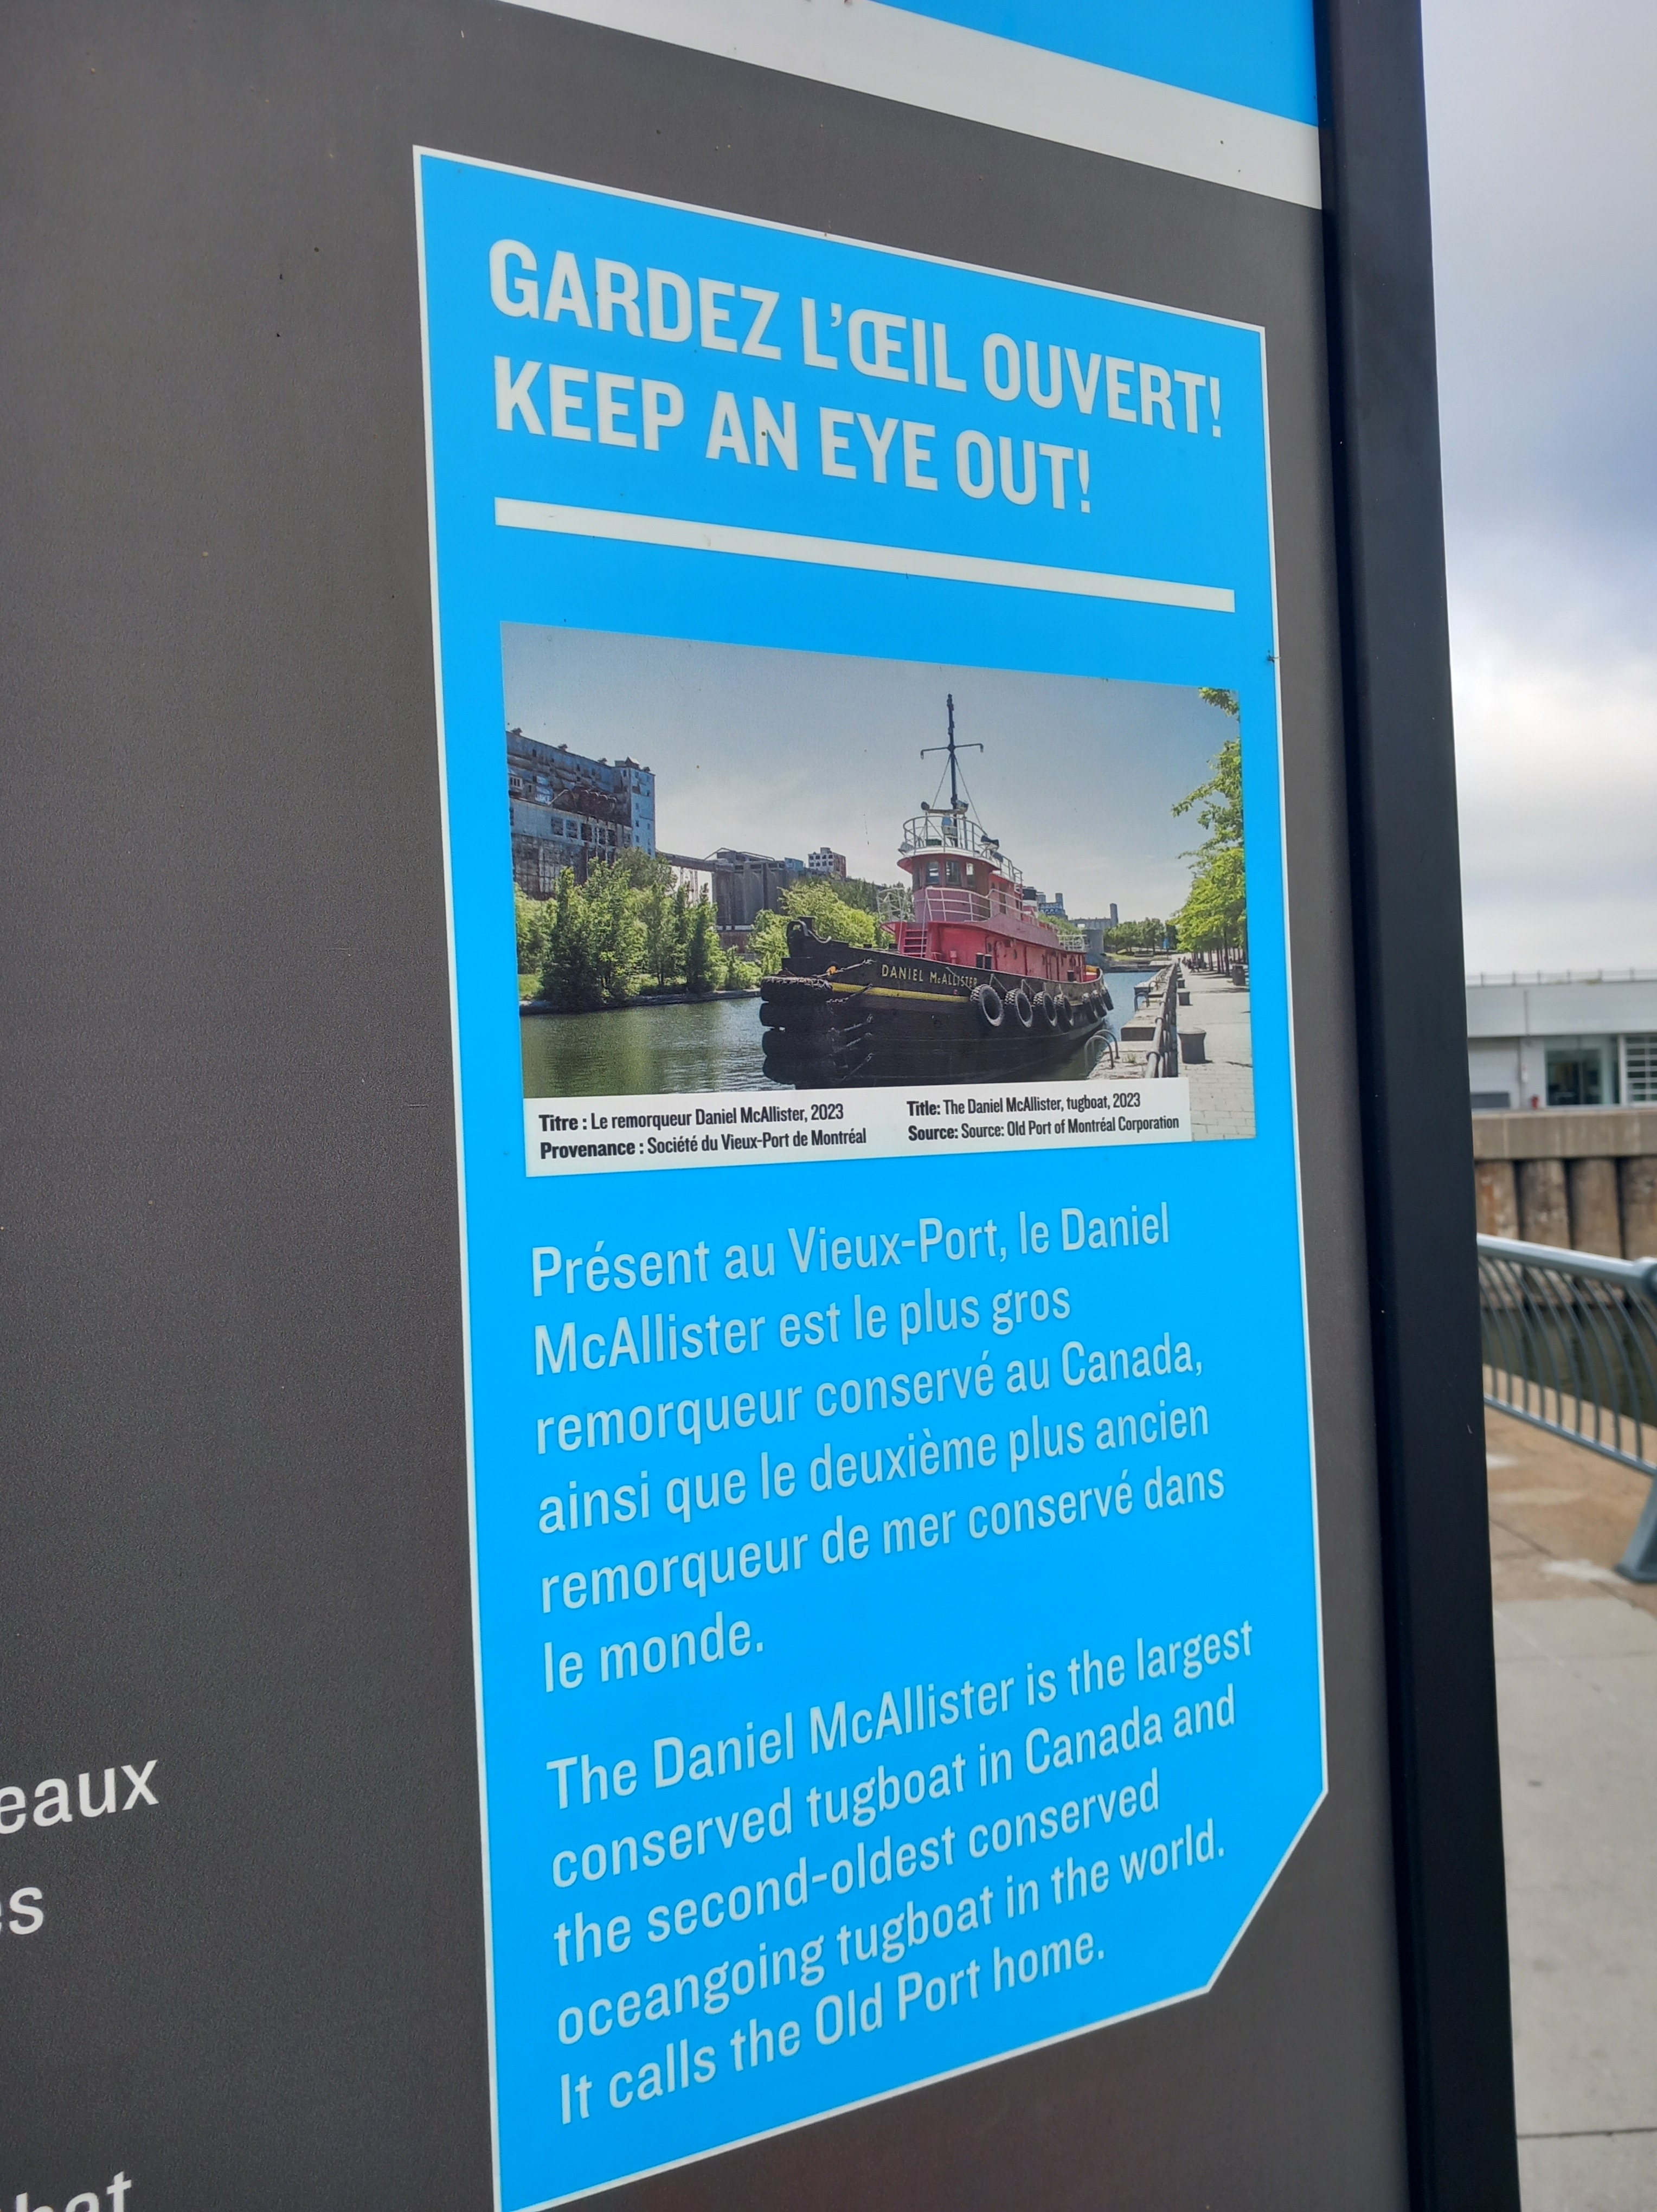 GARDEZ L'ŒIL OUVERT!
KEEP AN EYE OUT!
DANIEL McALLISTER
Titre : Le remorqueur Daniel McAllister, 2023
Provenance : Société du Vieux-Port de Montréal
Title: The Daniel McAllister, tugboat, 2023
Source: Source: Old Port of Montréal Corporation
Présent au Vieux-Port, le Daniel
McAllister est le plus gros
remorqueur conservé au Canada,
ainsi que le deuxième plus ancien
remorqueur de mer conservé dans
le monde.
The Daniel McAllister is the largest
conserved tugboat in Canada and
the second-oldest conserved
oceangoing tugboat in the world.
It calls the Old Port home.